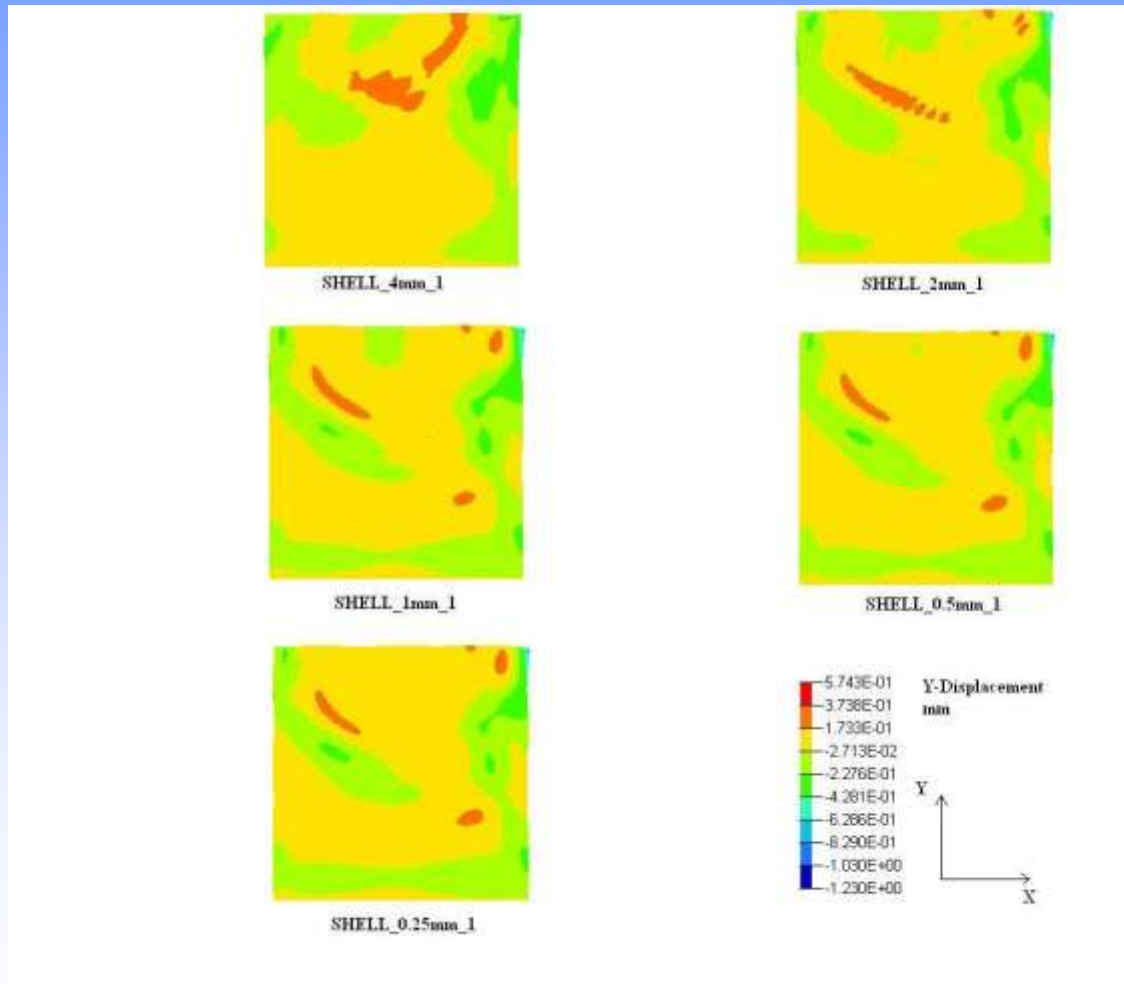 SHELL_4mm_1
SHELL_2mm_1
SHELL_1mm_1
SHELL_0.5mm_1
SHELL_0.25mm_1
5.743E-01
3.738E-01
1.733E-01
-2.713E-02
-2.276E-01
-4.281E-01
-6.286E-01
-8.290E-01
-1.030E+00
-1.230E+00
Y-Displacement
mm
Y
X